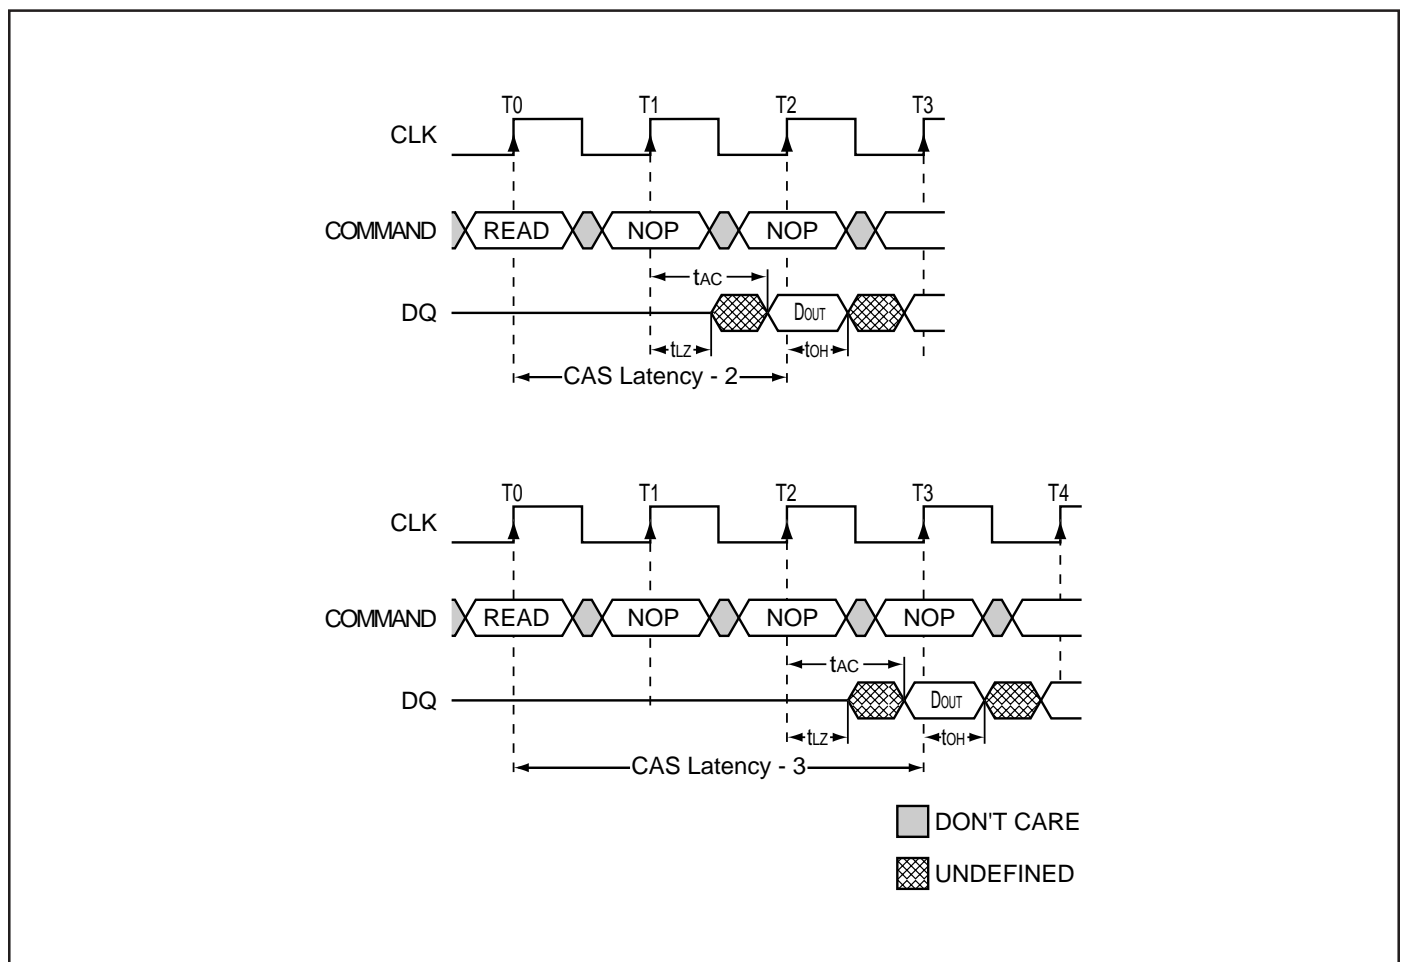 T0 T1 T2 T3
CLK
COMMAND READ NOP NOP
tAC
DQ DOUT
tLZ tOH
CAS Latency - 2
T0 T1 T2 T3 T4
CLK
COMMAND READ NOP NOP NOP
tAC
DQ DOUT
tLZ tOH
CAS Latency - 3
DON'T CARE
UNDEFINED